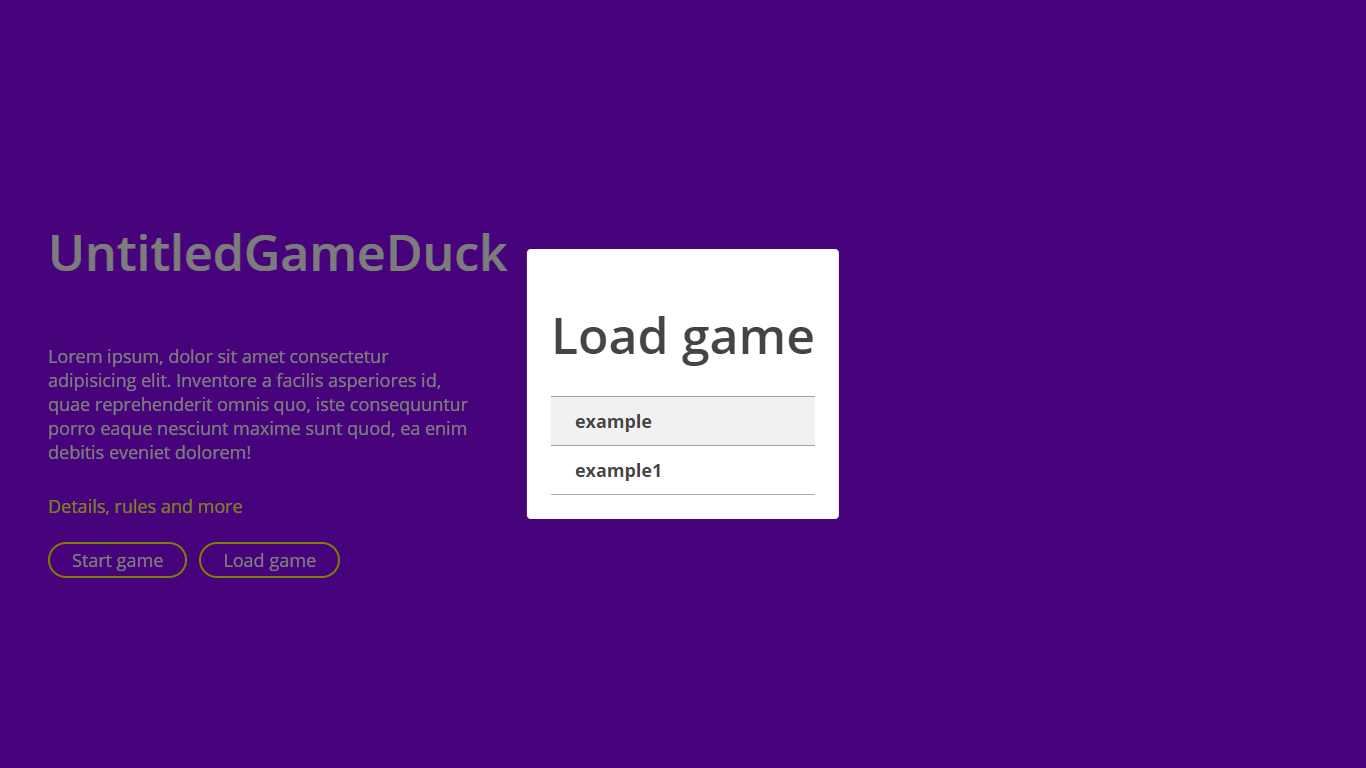 UntitledGameDuck
Lorem ipsum, dolor sit amet consectetur
adipisicing elit. Inventore a facilis asperiores id,
quae reprehenderit omnis quo, iste consequuntur
porro eaque nesciunt maxime sunt quod, ea enim
debitis eveniet dolorem!
Details, rules and more
Start game
Load game
Load game
example
example1